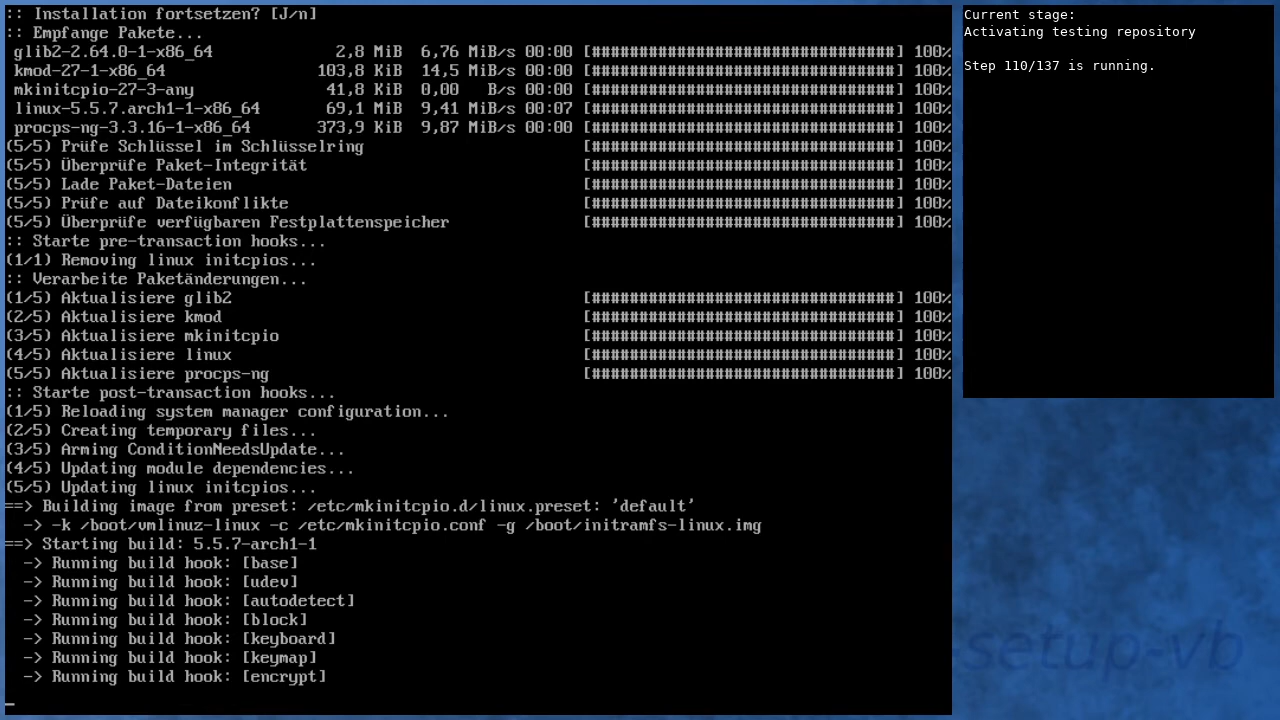 :: Installation fortsetzen? [J/n]
:: Empfange Pakete...
glib2-2.64.0-1-x86_64 2,8 MiB 6,76 MiB/s 00:00 [################################] 100%
kmod-27-1-x86_64 103,8 KiB 14,5 MiB/s 00:00 [################################] 100%
mkinitcpio-27-3-any 41,8 KiB 0,00 B/s 00:00 [################################] 100%
linux-5.5.7.arch1-1-x86_64 69,1 MiB 9,41 MiB/s 00:07 [################################] 100%
procps-ng-3.3.16-1-x86_64 373,9 KiB 9,87 MiB/s 00:00 [################################] 100%
(5/5) Prüfe Schlüssel im Schlüsselring [################################] 100%
(5/5) Überprüfe Paket-Integrität [################################] 100%
(5/5) Lade Paket-Dateien [################################] 100%
(5/5) Prüfe auf Dateikonflikte [################################] 100%
(5/5) Überprüfe verfügbaren Festplattenspeicher [################################] 100%
:: Starte pre-transaction hooks...
(1/1) Removing linux initcpios...
:: Verarbeite Paketänderungen...
(1/5) Aktualisiere glib2 [################################] 100%
(2/5) Aktualisiere kmod [################################] 100%
(3/5) Aktualisiere mkinitcpio [################################] 100%
(4/5) Aktualisiere linux [################################] 100%
(5/5) Aktualisiere procps-ng [################################] 100%
:: Starte post-transaction hooks...
(1/5) Reloading system manager configuration...
(2/5) Creating temporary files...
(3/5) Arming ConditionNeedsUpdate...
(4/5) Updating module dependencies...
(5/5) Updating linux initcpios...
==> Building image from preset: /etc/mkinitcpio.d/linux.preset: 'default'
-> -k /boot/vmlinuz-linux -c /etc/mkinitcpio.conf -g /boot/initramfs-linux.img
==> Starting build: 5.5.7-arch1-1
-> Running build hook: [base]
-> Running build hook: [udev]
-> Running build hook: [autodetect]
-> Running build hook: [block]
-> Running build hook: [keyboard]
-> Running build hook: [keymap]
-> Running build hook: [encrypt]
_
Current stage:
Activating testing repository
Step 110/137 is running.
-setup-vb